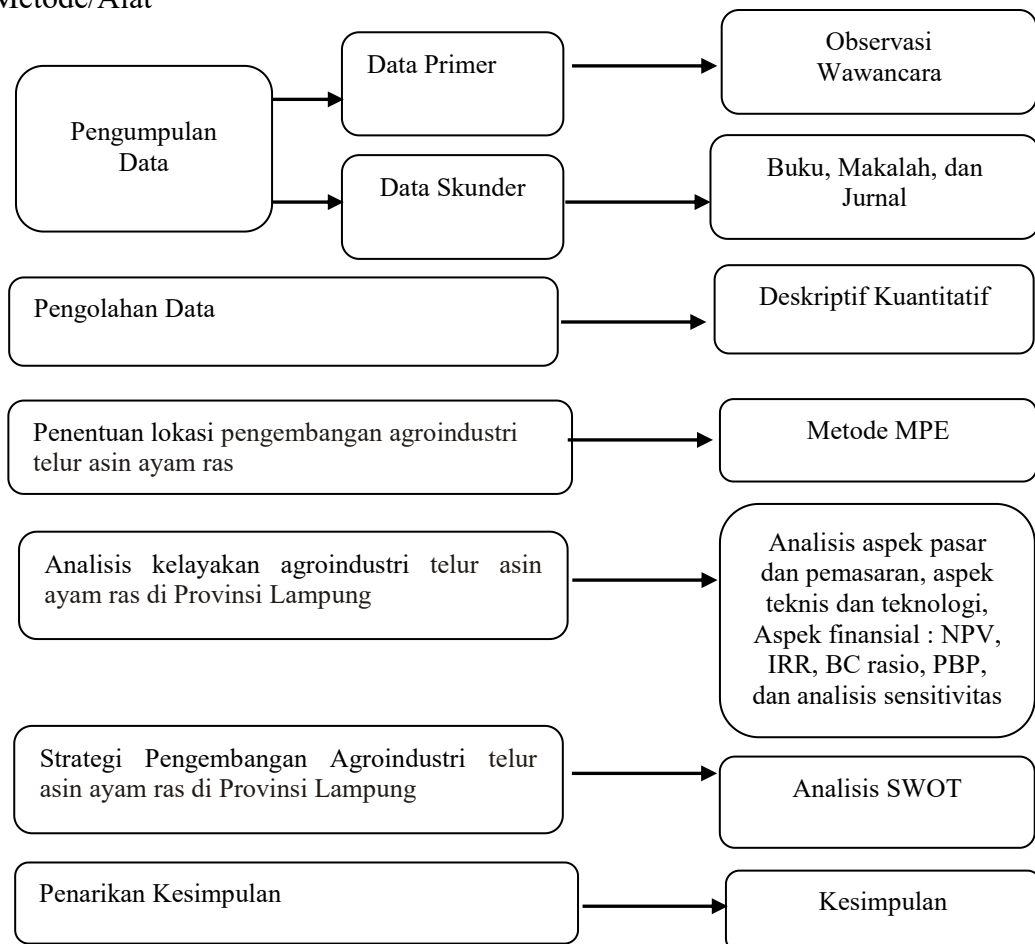 Metode/Alat
Data Primer
Observasi
Wawancara
Pengumpulan
Data
Data Skunder
Buku, Makalah, dan
Jurnal
Pengolahan Data
Deskriptif Kuantitatif
Penentuan lokasi pengembangan agroindustri
telur asin ayam ras
Metode MPE
Analisis kelayakan agroindustri telur asin
ayam ras di Provinsi Lampung
Analisis aspek pasar
dan pemasaran, aspek
teknis dan teknologi,
Aspek finansial : NPV,
IRR, BC rasio, PBP,
dan analisis sensitivitas
Strategi Pengembangan Agroindustri telur
asin ayam ras di Provinsi Lampung
Analisis SWOT
Penarikan Kesimpulan
Kesimpulan